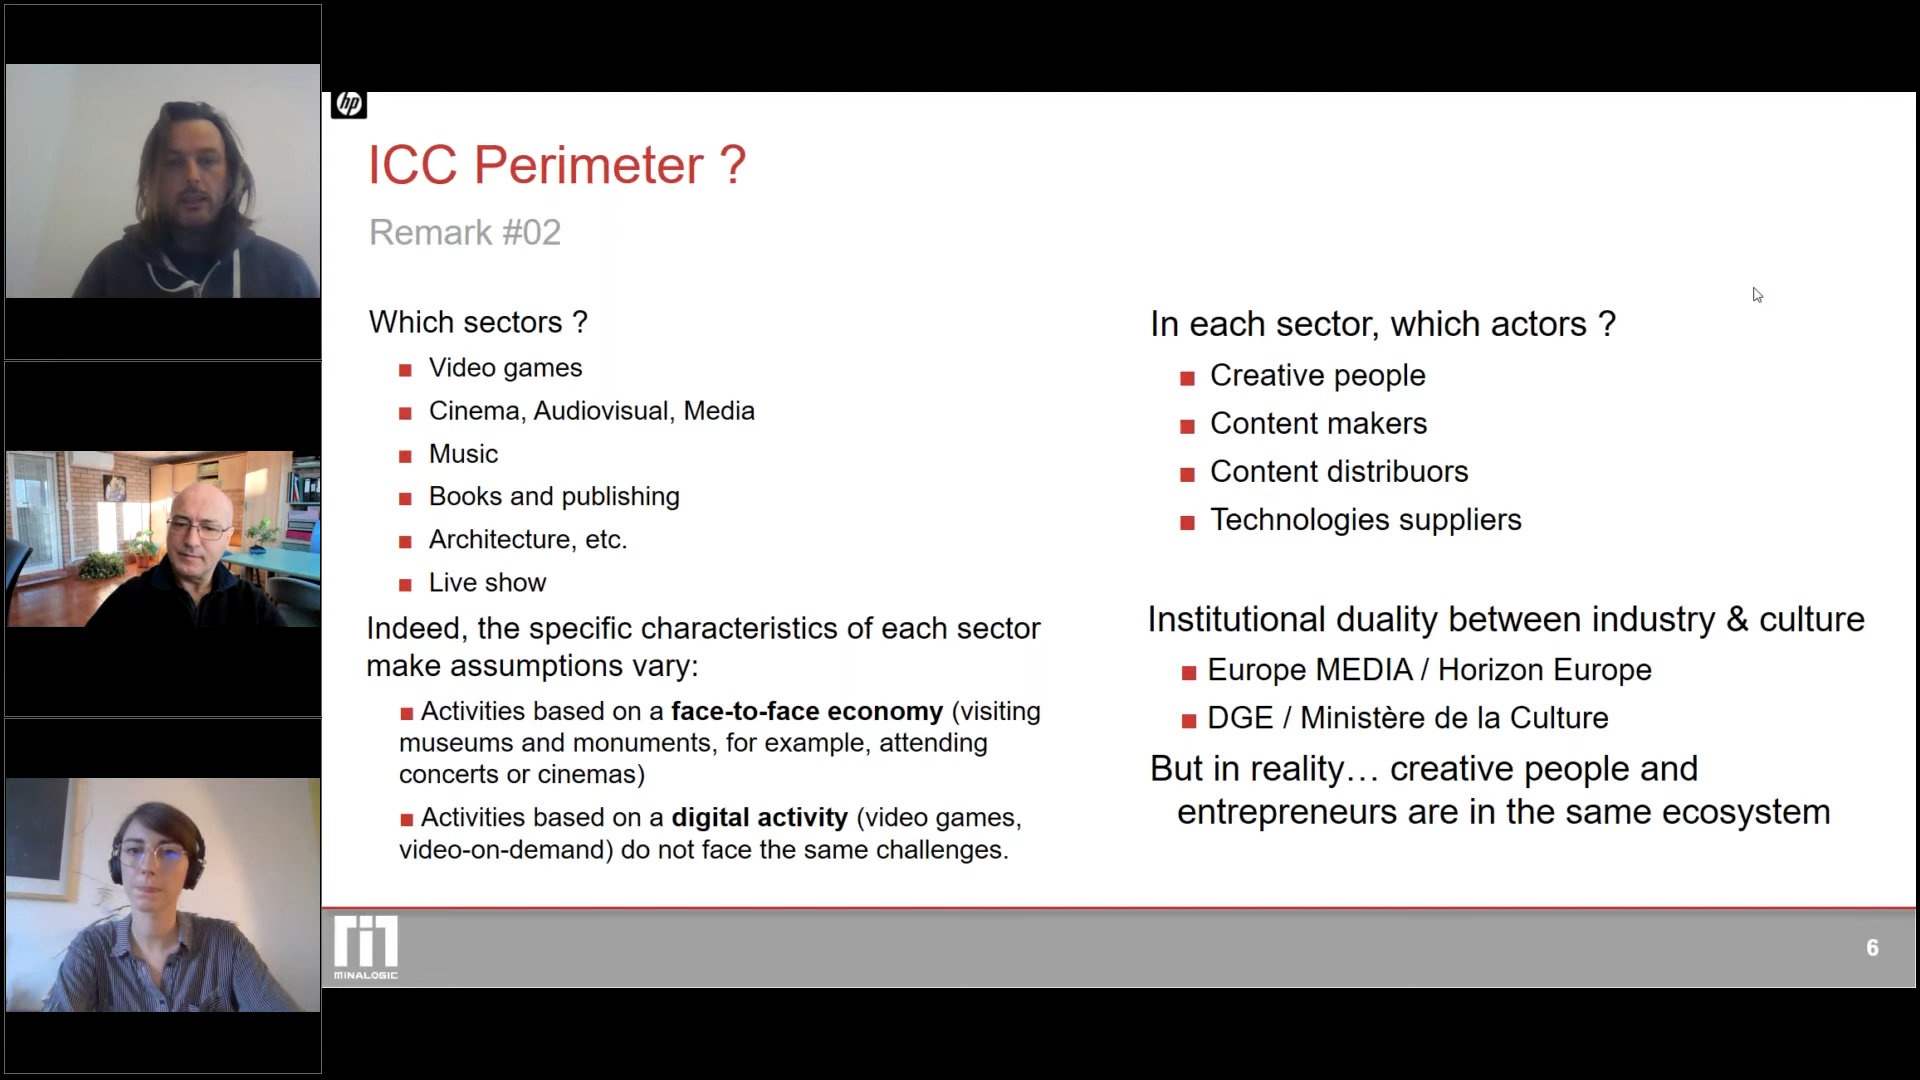 hp
ICC Perimeter ?
Remark #02
Which sectors ?
Video games
Cinema, Audiovisual, Media
Music
Books and publishing
Architecture, etc.
Live show
Indeed, the specific characteristics of each sector
make assumptions vary:
Activities based on a face-to-face economy (visiting
museums and monuments, for example, attending
concerts or cinemas)
Activities based on a digital activity (video games,
video-on-demand) do not face the same challenges.
In each sector, which actors ?
Creative people
Content makers
Content distribuors
Technologies suppliers
Institutional duality between industry & culture
Europe MEDIA / Horizon Europe
DGE / Ministère de la Culture
But in reality… creative people and
entrepreneurs are in the same ecosystem
MINALOGIC
6